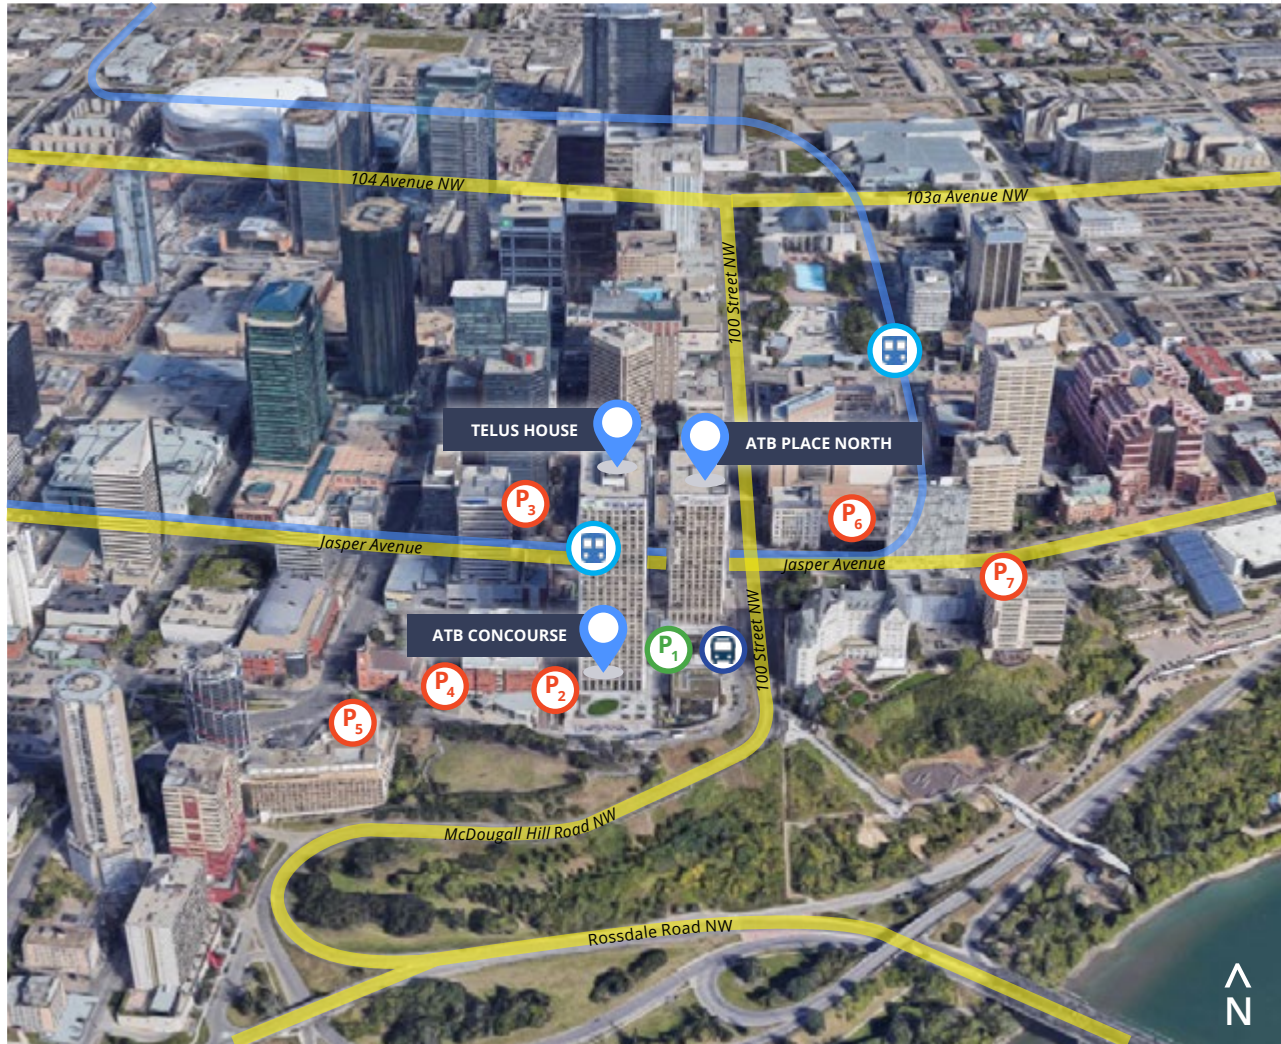 104 Avenue NW
103a Avenue NW
100 Street NW
TELUS HOUSE
ATB PLACE NORTH
P3
P6
Jasper Avenue
Jasper Avenue
P7
100 Street NW
ATB CONCOURSE
P1
P4
P2
P5
McDougall Hill Road NW
Rossdale Road NW
N